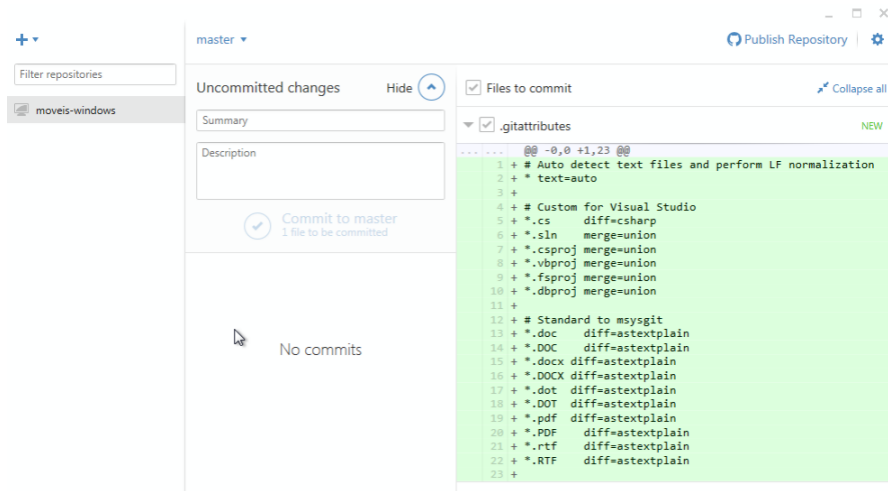 master
Publish Repository
Filter repositories
moveis-windows
Uncommitted changes
Hide
Summary
Description
Commit to master
1 file to be committed
No commits
Files to commit
Collapse all
.gitattributes
NEW
... ... @@ -0,0 +1,23 @@
1 + # Auto detect text files and perform LF normalization
2 + * text=auto
3 +
4 + # Custom for Visual Studio
5 + *.cs diff=csharp
6 + *.sln merge=union
7 + *.csproj merge=union
8 + *.vbproj merge=union
9 + *.fsproj merge=union
10 + *.dbproj merge=union
11 +
12 + # Standard to msysgit
13 + *.doc diff=astextplain
14 + *.DOC diff=astextplain
15 + *.docx diff=astextplain
16 + *.DOCX diff=astextplain
17 + *.dot diff=astextplain
18 + *.DOT diff=astextplain
19 + *.pdf diff=astextplain
20 + *.PDF diff=astextplain
21 + *.rtf diff=astextplain
22 + *.RTF diff=astextplain
23 +